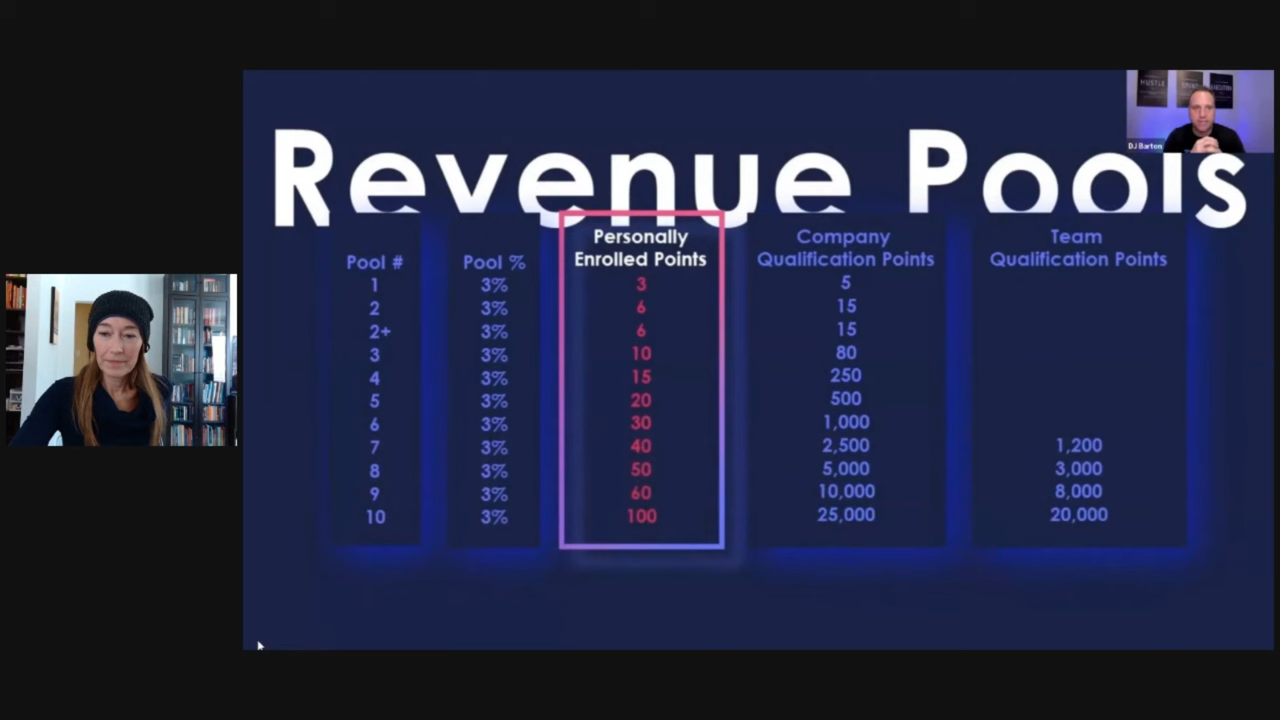 HUSTLE
DJ Barton
Revenue Pools
Pool # Pool % Personally Enrolled Points Company Qualification Points Team Qualification Points
1 3% 3 5
2 3% 6 15
2+ 3% 6 15
3 3% 10 80
4 3% 15 250
5 3% 20 500
6 3% 30 1,000
7 3% 40 2,500 1,200
8 3% 50 5,000 3,000
9 3% 60 10,000 8,000
10 3% 100 25,000 20,000